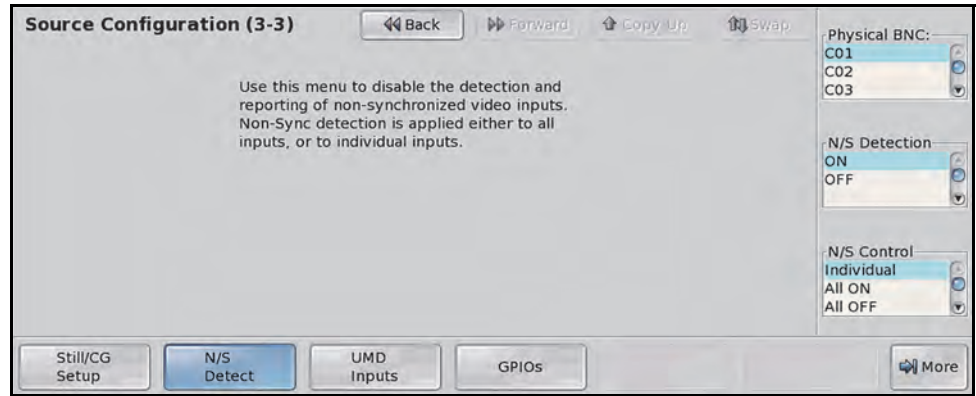 Source Configuration (3-3)
Back
Forward
Copy Up
Swap
Use this menu to disable the detection and
reporting of non-synchronized video inputs.
Non-Sync detection is applied either to all
inputs, or to individual inputs.
Physical BNC:
C01
C02
C03
N/S Detection
ON
OFF
N/S Control
Individual
All ON
All OFF
Still/CG
Setup
N/S
Detect
UMD
Inputs
GPIOs
More